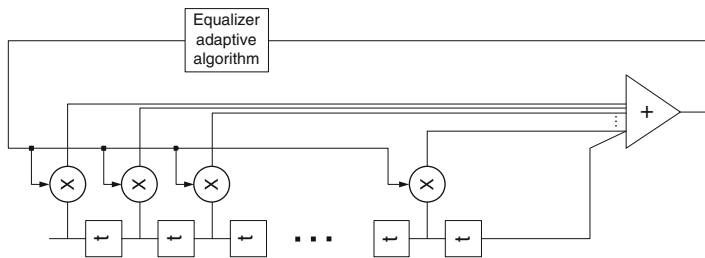 Equalizer
adaptive
algorithm
+
X X X X
t t t t t